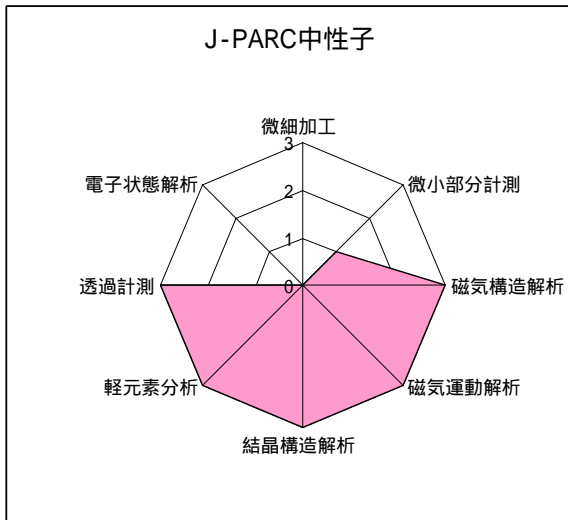 J-PARC中性子
微細加工
3
電子状態解析
微小部分計測
2
1
透過計測
0
磁気構造解析
軽元素分析
磁気運動解析
結晶構造解析